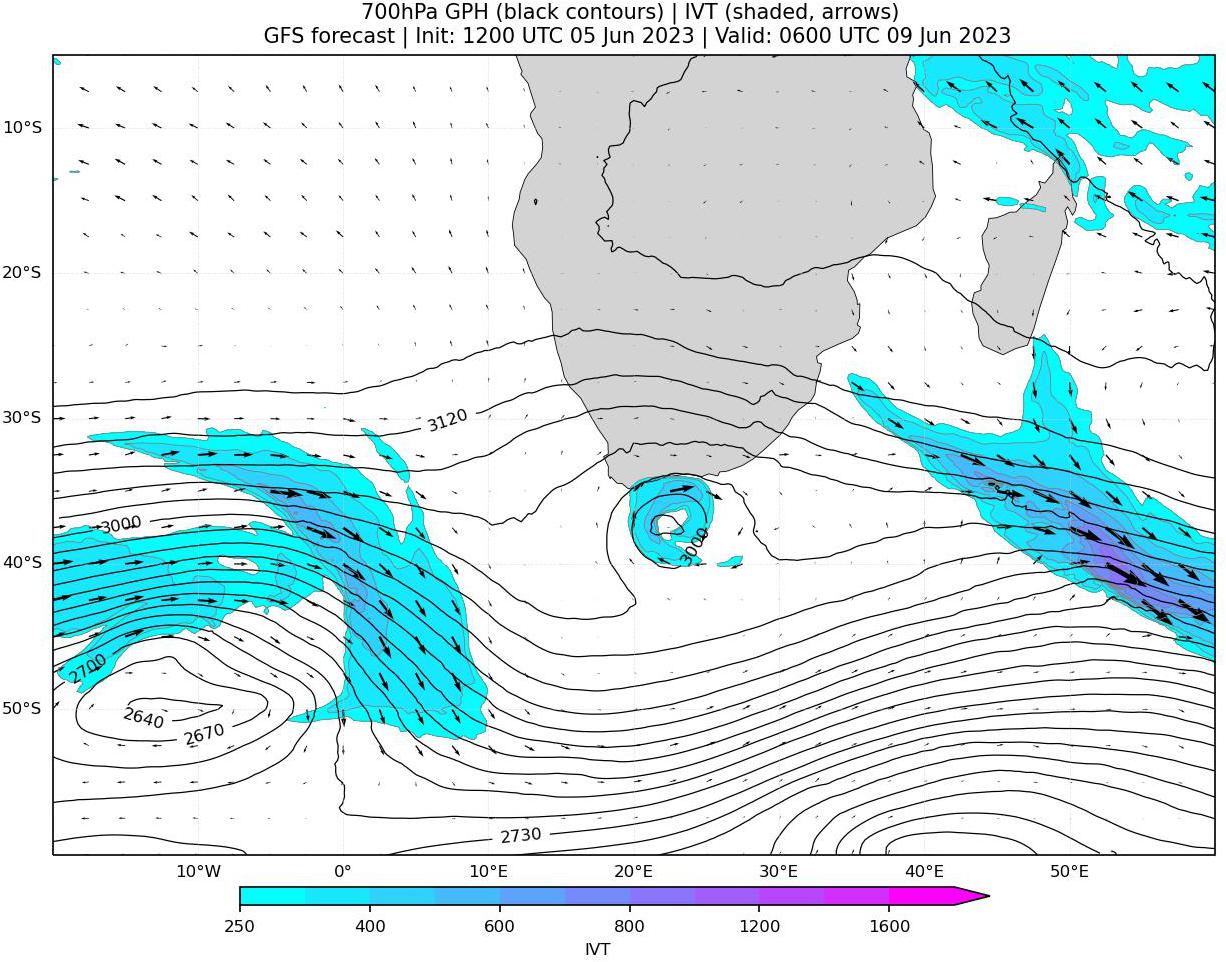 700hPa GPH (black contours) | IVT (shaded, arrows)
GFS forecast | Init: 1200 UTC 05 Jun 2023 | Valid: 0600 UTC 09 Jun 2023
10°S
20°S
30°S
3120
3000
3000
40°S
2700
50°S
2640
2670
2730
10°W 0° 10°E 20°E 30°E 40°E 50°E
250 400 600 800 1200 1600
IVT